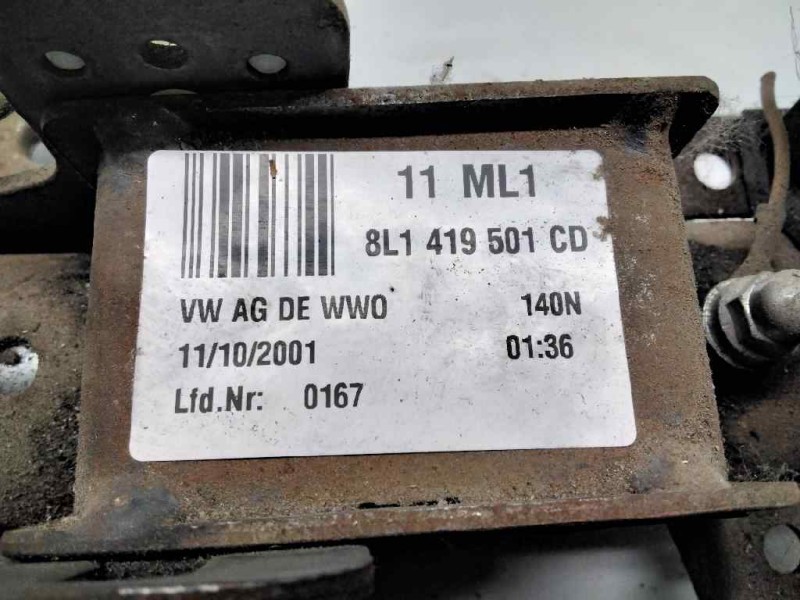 11 ML1
8L1 419 501 CD
VW AG DE WWO 140N
11/10/2001 01:36
Lfd.Nr: 0167